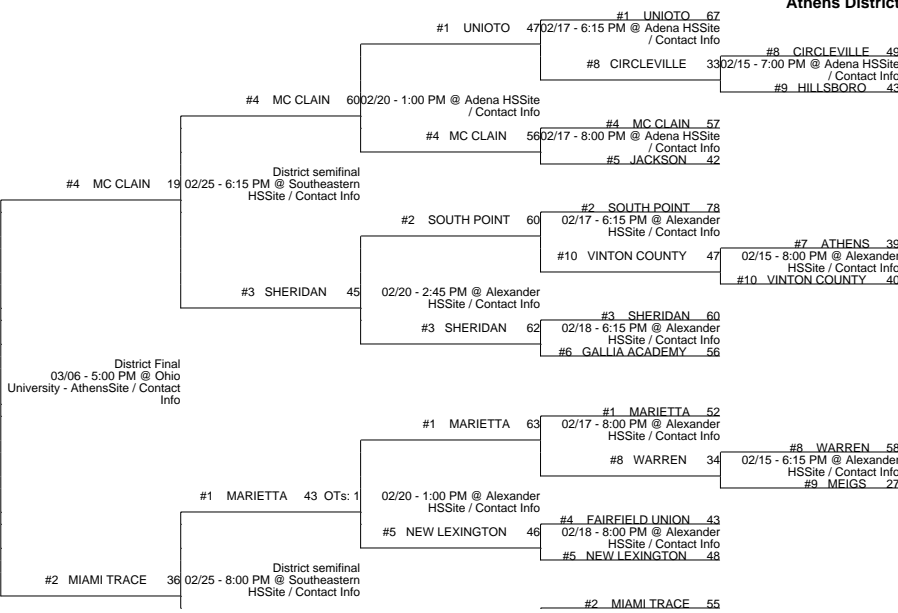 Athens District
#1 UNIOTO 67
#1 UNIOTO 47
02/17 - 6:15 PM @ Adena HSSite
/ Contact Info
#8 CIRCLEVILLE 49
#8 CIRCLEVILLE 33
02/15 - 7:00 PM @ Adena HSSite
/ Contact Info
#9 HILLSBORO 43
#4 MC CLAIN 60
02/20 - 1:00 PM @ Adena HSSite
/ Contact Info
#4 MC CLAIN 57
#4 MC CLAIN 56
02/17 - 8:00 PM @ Adena HSSite
/ Contact Info
#5 JACKSON 42
District semifinal
#4 MC CLAIN 19
02/25 - 6:15 PM @ Southeastern
HSSite / Contact Info
#2 SOUTH POINT 78
#2 SOUTH POINT 60
02/17 - 6:15 PM @ Alexander
HSSite / Contact Info
#7 ATHENS 39
#10 VINTON COUNTY 47
02/15 - 8:00 PM @ Alexander
HSSite / Contact Info
#10 VINTON COUNTY 40
#3 SHERIDAN 45
02/20 - 2:45 PM @ Alexander
HSSite / Contact Info
#3 SHERIDAN 60
#3 SHERIDAN 62
02/18 - 6:15 PM @ Alexander
HSSite / Contact Info
#6 GALLIA ACADEMY 56
District Final
03/06 - 5:00 PM @ Ohio
University - AthensSite / Contact
Info
#1 MARIETTA 52
#1 MARIETTA 63
02/17 - 8:00 PM @ Alexander
HSSite / Contact Info
#8 WARREN 58
#8 WARREN 34
02/15 - 6:15 PM @ Alexander
HSSite / Contact Info
#9 MEIGS 27
#1 MARIETTA 43 OTs: 1
02/20 - 1:00 PM @ Alexander
HSSite / Contact Info
#4 FAIRFIELD UNION 43
#5 NEW LEXINGTON 46
02/18 - 8:00 PM @ Alexander
HSSite / Contact Info
#5 NEW LEXINGTON 48
District semifinal
#2 MIAMI TRACE 36
02/25 - 8:00 PM @ Southeastern
HSSite / Contact Info
#2 MIAMI TRACE 55